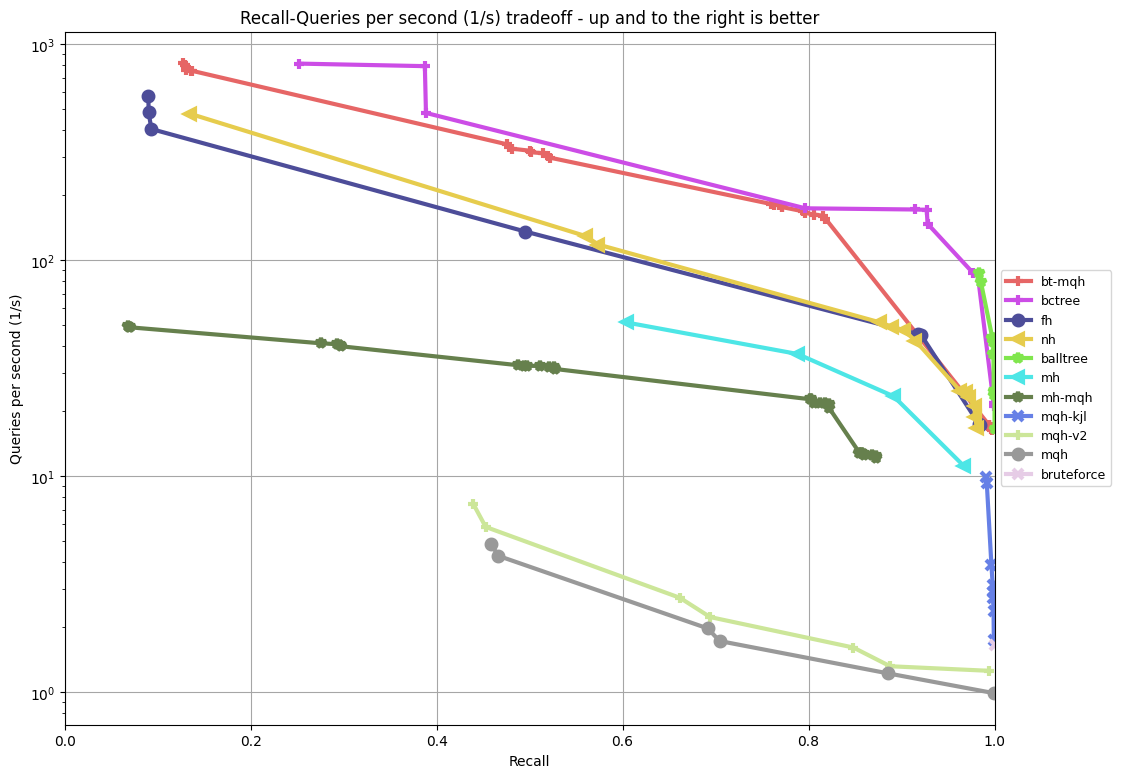 Recall-Queries per second (1/s) tradeoff - up and to the right is better
Queries per second (1/s)
10³
10²
10¹
10⁰
0.0 0.2 0.4 0.6 0.8 1.0
Recall
bt-mqh
bctree
fh
nh
balltree
mh
mh-mqh
mqh-kjl
mqh-v2
mqh
bruteforce